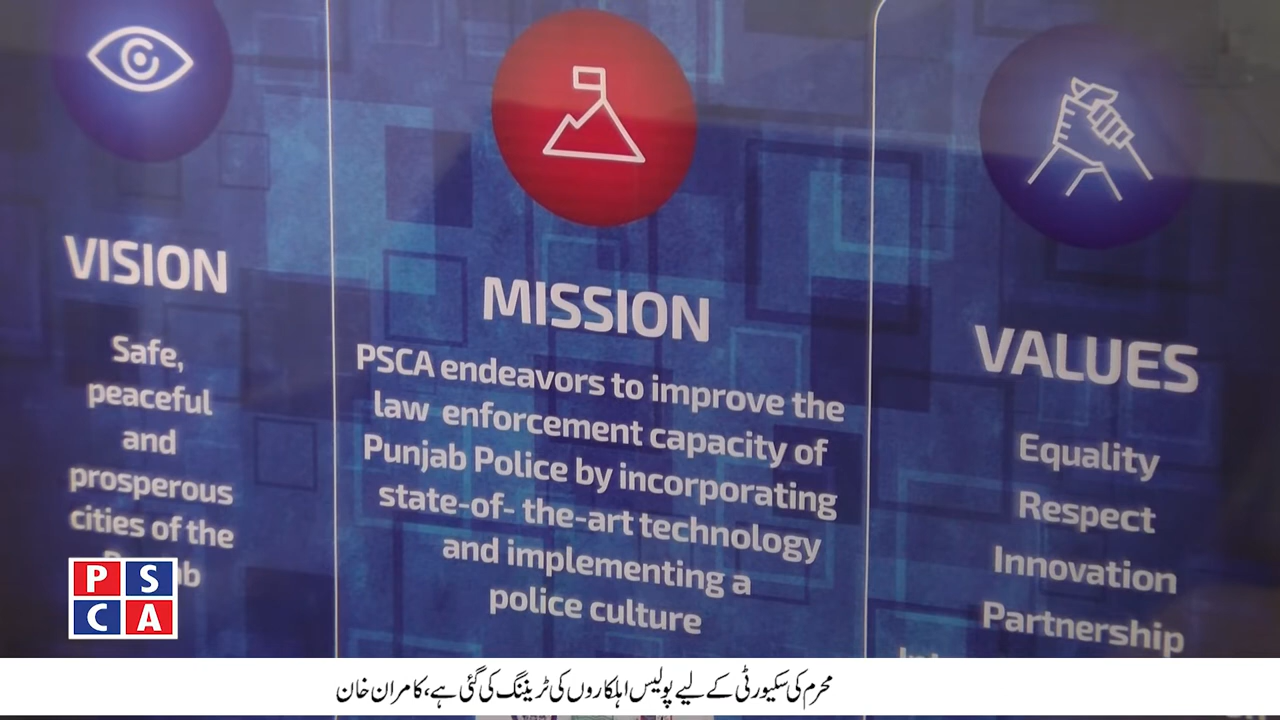 VISION
Safe,
peaceful
and
prosperous
cities of the
MISSION
PSCA endeavors to improve the
law enforcement capacity of
Punjab Police by incorporating
state-of- the-art technology
and implementing a
police culture
VALUES
Equality
Respect
Innovation
Partnership
P S
C A
محرم کی سکیورٹی کے لیے پولیس اہلکاروں کی ٹریننگ کی گئی ہے، کامران خان